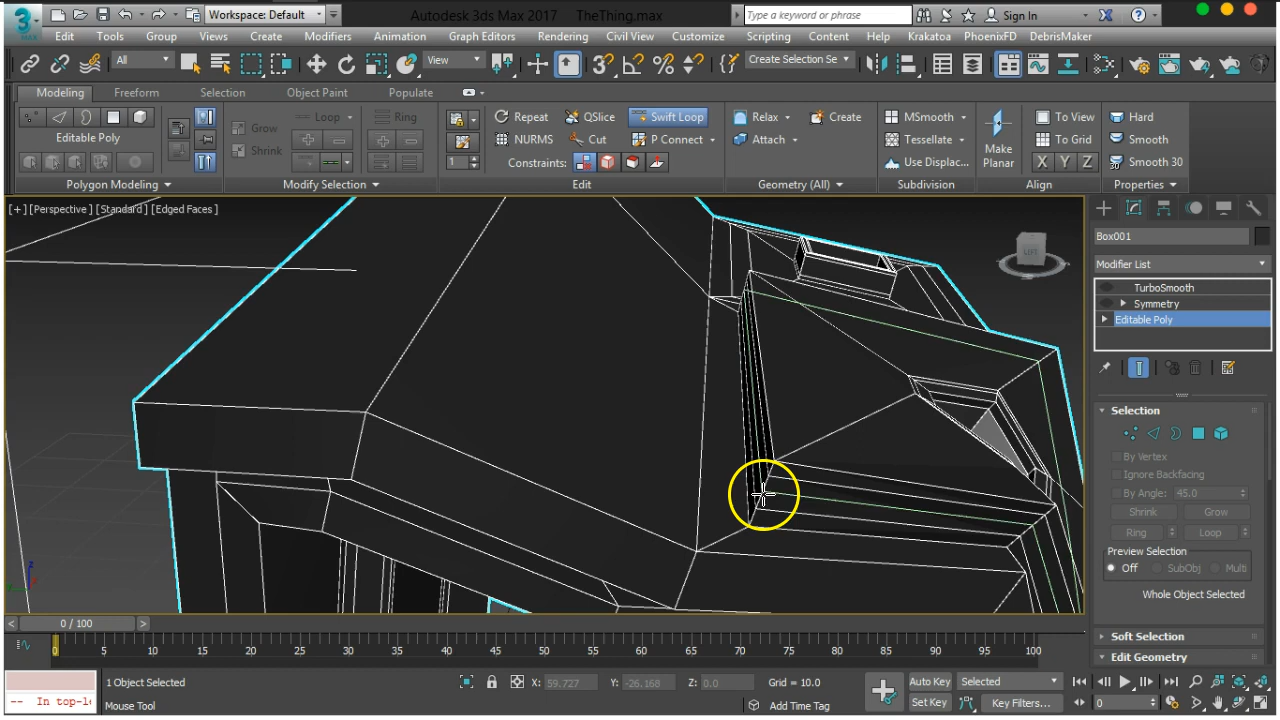 3
MAX
Workspace: Default
Autodesk 3ds Max 2017 TheThing.max
Type a keyword or phrase
Sign In
Edit Tools Group Views Create Modifiers Animation Graph Editors Rendering Civil View Customize Scripting Content Help Krakatoa PhoenixFD DebrisMaker
All View Create Selection Se
Modeling Freeform Selection Object Paint Populate
Grow Loop Ring Repeat QSlice Swift Loop Relax Create MSmooth To View Hard
Editable Poly Shrink NURMS Cut P Connect Attach Tessellate Make Planar To Grid Smooth
1 Constraints: Use Displac... X Y Z Smooth 30
Polygon Modeling Modify Selection Edit Geometry (All) Subdivision Align Properties
[+] [Perspective] [Standard] [Edged Faces]
Box001
Modifier List
TurboSmooth
Symmetry
Editable Poly
Selection
By Vertex
Ignore Backfacing
By Angle: 45.0
Shrink Grow
Ring Loop
Preview Selection
Off SubObj Multi
Whole Object Selected
Soft Selection
Edit Geometry
z
< 0 / 100 >
0 5 10 15 20 25 30 35 40 45 50 55 60 65 70 75 80 85 90 95 100
1 Object Selected X: 59.727 Y: -26.168 Z: 0.0 Grid = 10.0 Auto Key Selected
-- In top-le Mouse Tool Add Time Tag Set Key Key Filters... 0